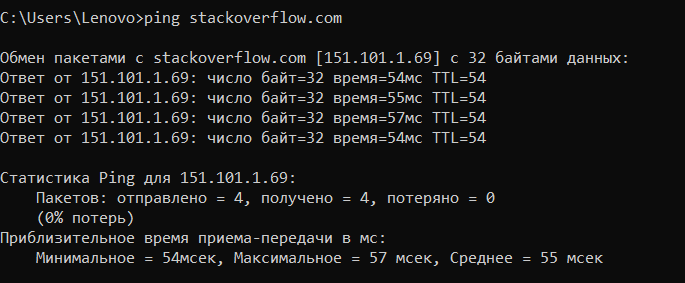 C:\Users\Lenovo>ping stackoverflow.com
Обмен пакетами с stackoverflow.com [151.101.1.69] с 32 байтами данных:
Ответ от 151.101.1.69: число байт=32 время=54мс TTL=54
Ответ от 151.101.1.69: число байт=32 время=55мс TTL=54
Ответ от 151.101.1.69: число байт=32 время=57мс TTL=54
Ответ от 151.101.1.69: число байт=32 время=54мс TTL=54
Статистика Ping для 151.101.1.69:
Пакетов: отправлено = 4, получено = 4, потеряно = 0
(0% потерь)
Приблизительное время приема-передачи в мс:
Минимальное = 54мсек, Максимальное = 57 мсек, Среднее = 55 мсек